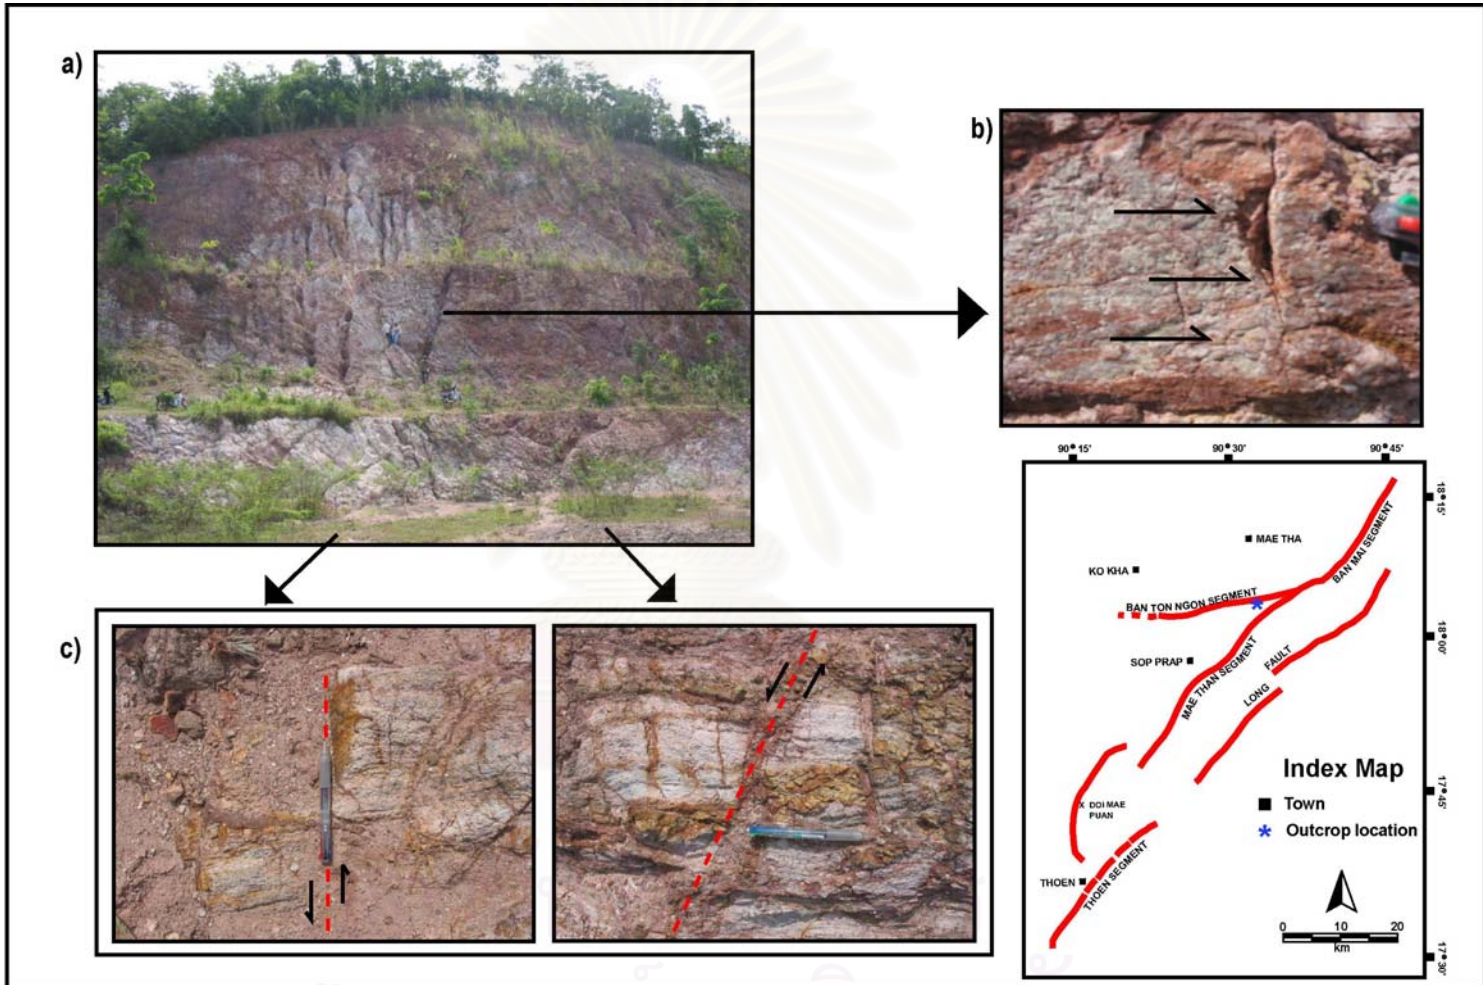 a)
b)
c)
90°15'
90°30'
90°45'
18°15'
MAE THA
KO KHA
BAN MAI SEGMENT
BAN TON NGON SEGMENT
18°00'
SOP PRAP
MAE THAN SEGMENT
FAULT
LONG
Index Map
17°45'
Town
X DOI MAE
PUAN
Outcrop location
THOEN
THOEN SEGMENT
0 10 20
km
17°30'